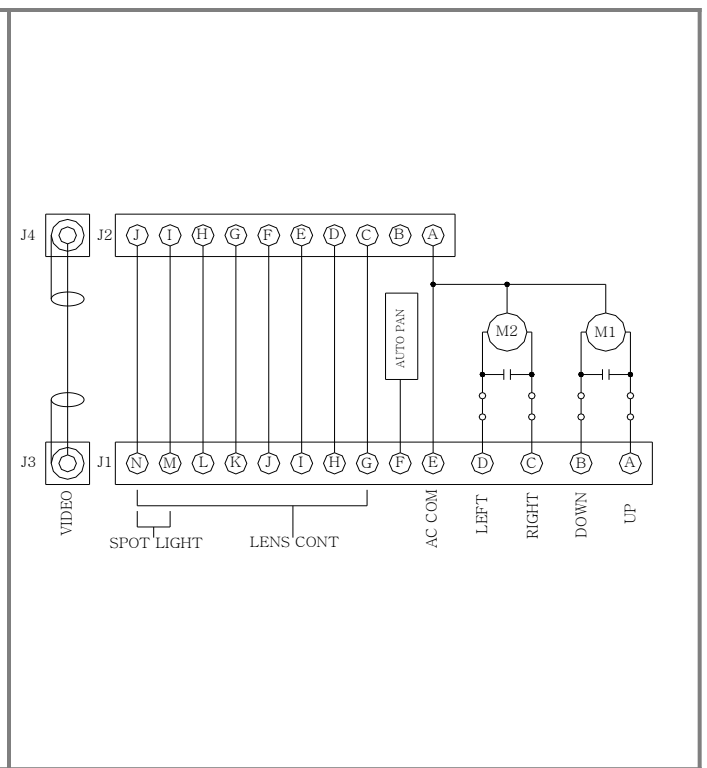 J4
J2 J I H G F E D C B A
AUTO PAN
M2 M1
J3
J1 N M L K J I H G F E D C B A
VIDEO
SPOT LIGHT
LENS CONT
AC COM
LEFT
RIGHT
DOWN
UP